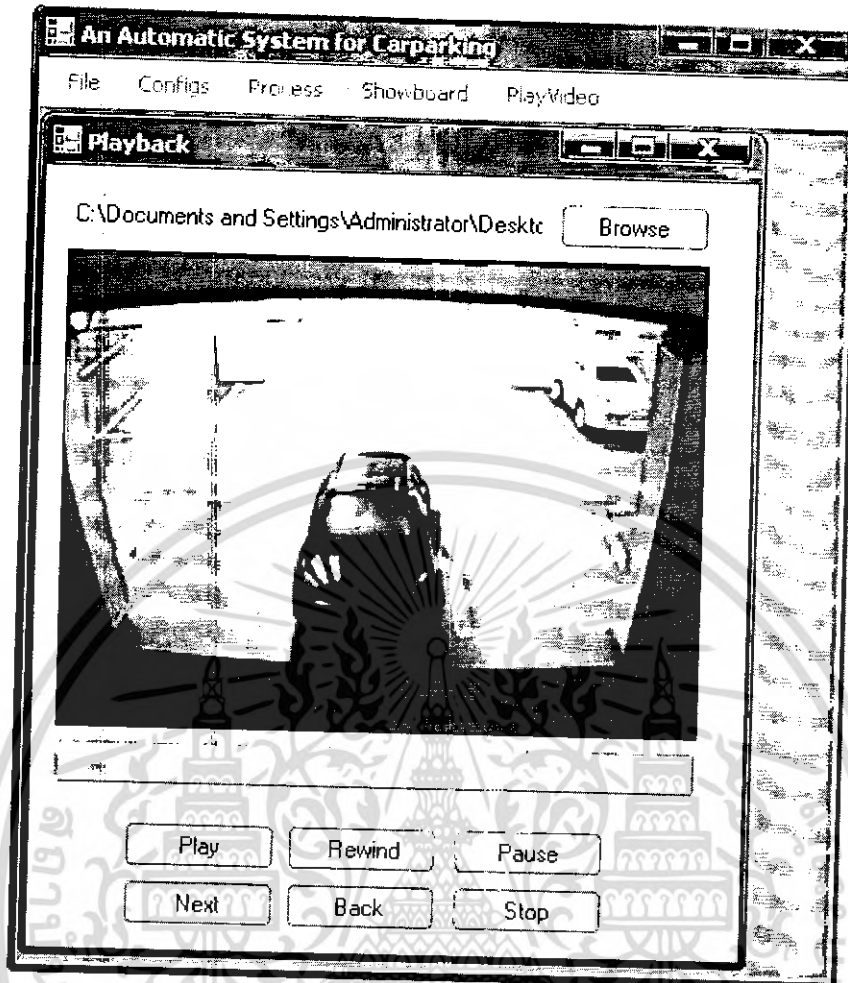 An Automatic System for Carparking
File Configs Process Showboard PlayVideo
Playback
C:\Documents and Settings\Administrator\Deskto Browse
Play Rewind Pause
Next Back Stop